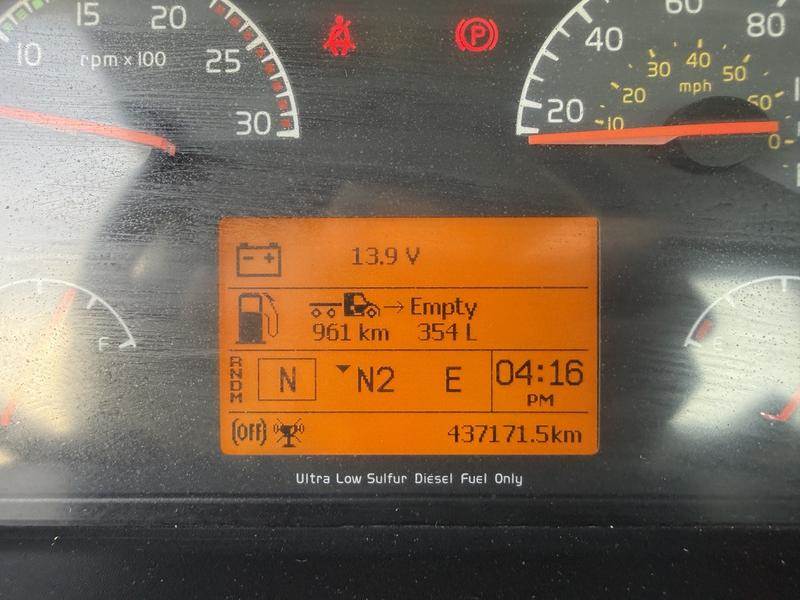 15 20 60 80
10 rpm x 100 25 P 40 40
30 50
mph
20 60
30 20 10 0
13.9 V
Empty
961 km 354 L
F
RNDM N N2 E 04:16
PM
(OFF) 437171.5km
Ultra Low Sulfur Diesel Fuel Only